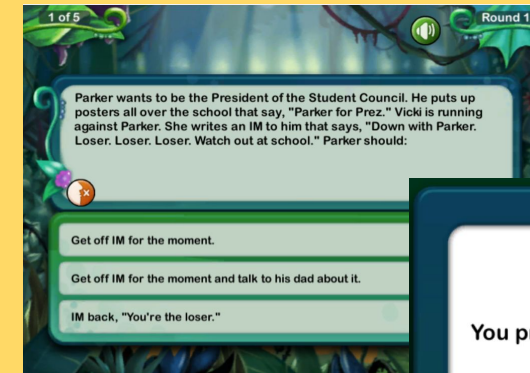 1 of 5
Round 1
Parker wants to be the President of the Student Council. He puts up
posters all over the school that say, "Parker for Prez." Vicki is running
against Parker. She writes an IM to him that says, "Down with Parker.
Loser. Loser. Loser. Watch out at school." Parker should:
Get off IM for the moment.
Get off IM for the moment and talk to his dad about it.
IM back, "You're the loser."
You